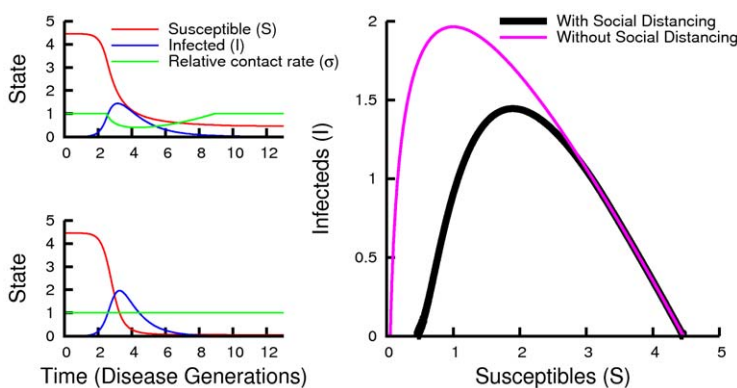 5
4
3
2
1
0
State
Susceptible (S)
Infected (I)
Relative contact rate (σ)
0 2 4 6 8 10 12
5
4
3
2
1
0
State
0 2 4 6 8 10 12
Time (Disease Generations)
With Social Distancing
Without Social Distancing
2
1.5
1
0.5
0
Infecteds (I)
0 1 2 3 4 5
Susceptibles (S)